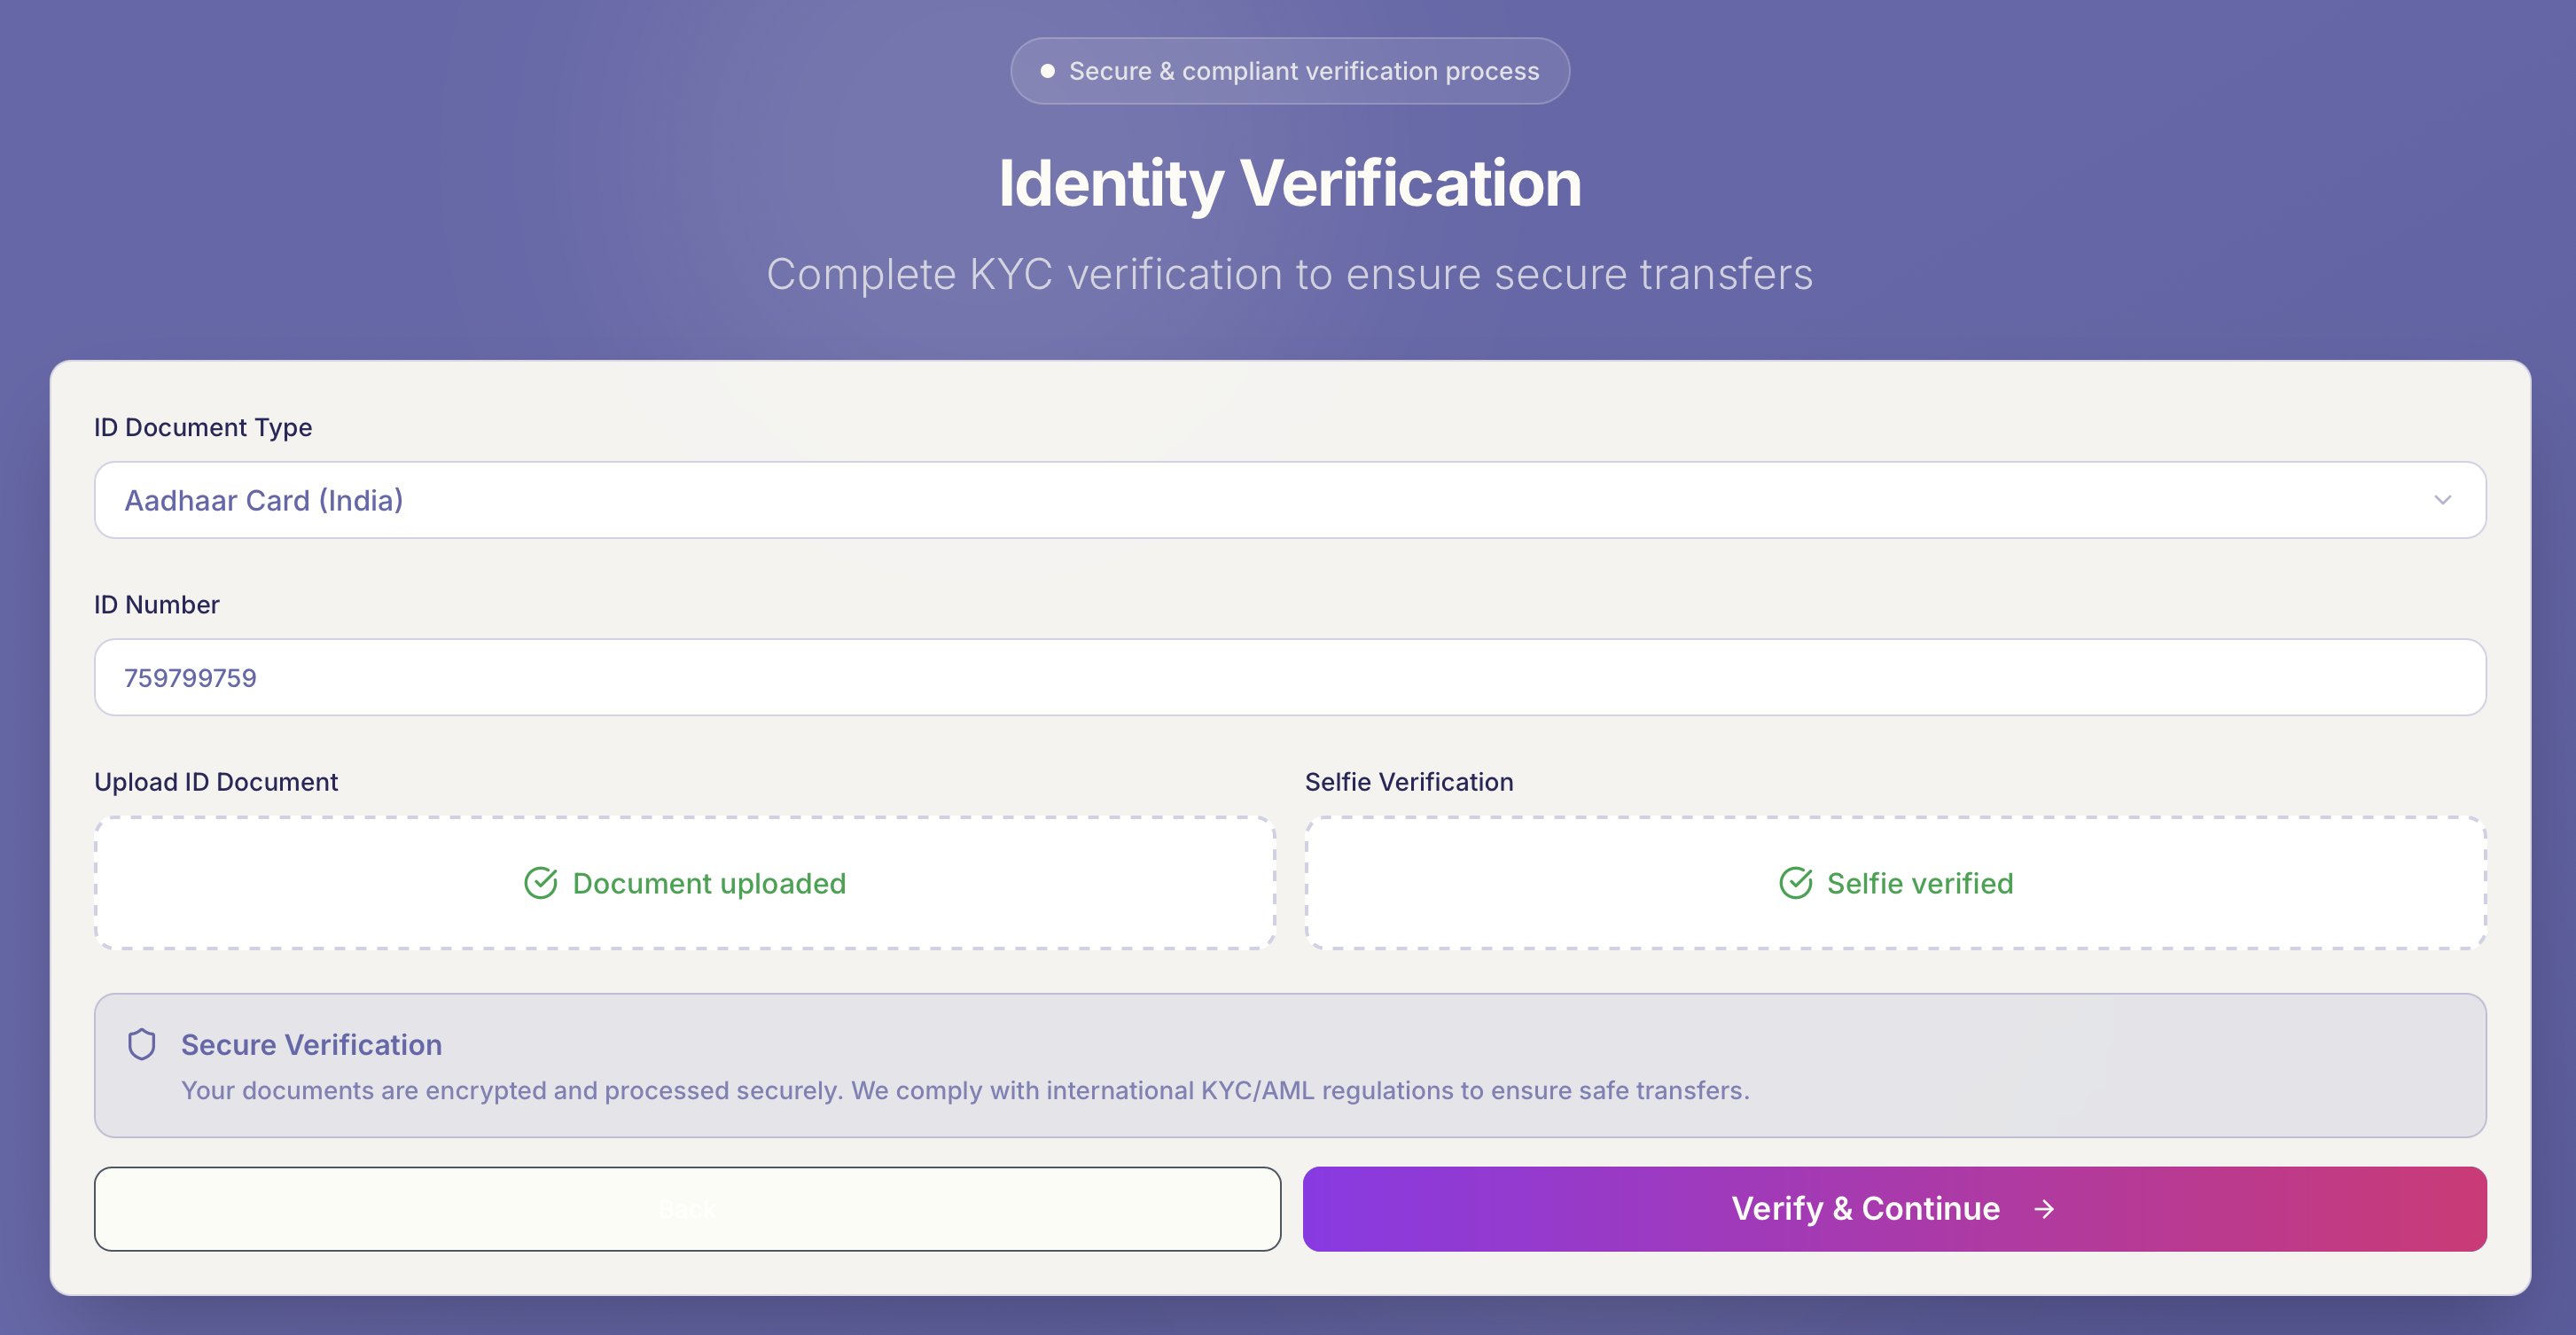 Secure & compliant verification process
Identity Verification
Complete KYC verification to ensure secure transfers
ID Document Type
Aadhaar Card (India)
ID Number
759799759
Upload ID Document
Selfie Verification
Document uploaded
Selfie verified
Secure Verification
Your documents are encrypted and processed securely. We comply with international KYC/AML regulations to ensure safe transfers.
Back
Verify & Continue